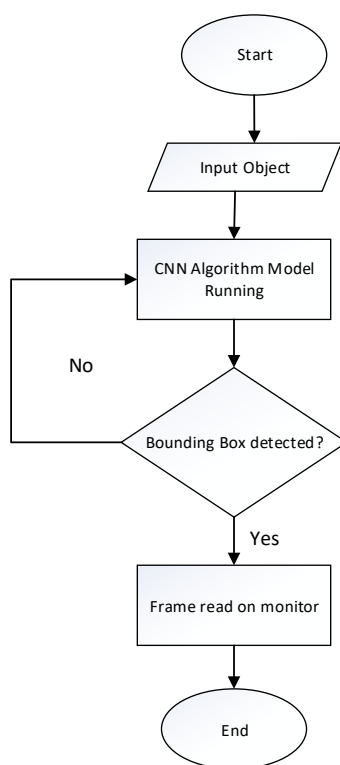 Start
Input Object
CNN Algorithm Model
Running
No
Bounding Box detected?
Yes
Frame read on monitor
End